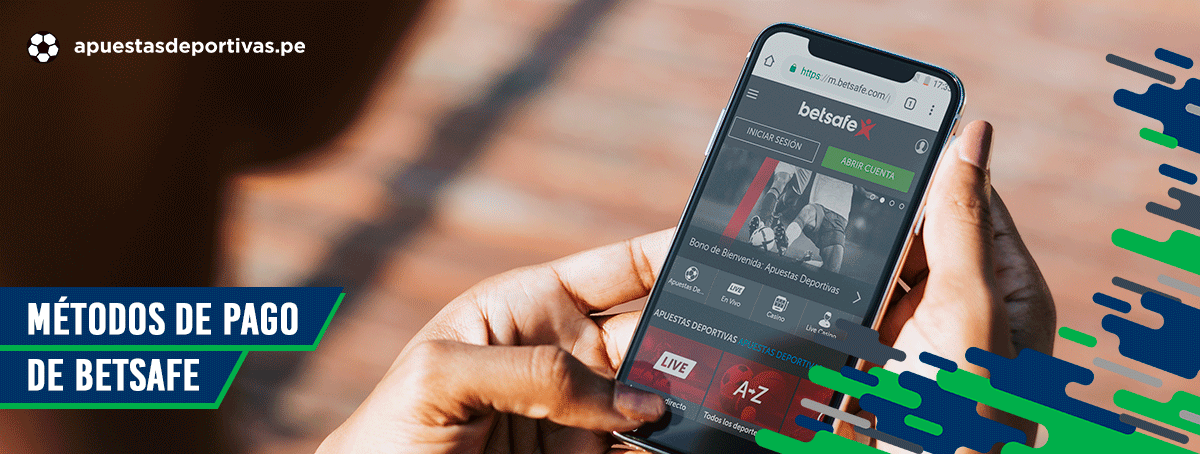 apuestasdeportivas.pe
https://m.betsafe.com/
17:3
betsafe
INICIAR SESIÓN
ABRIR CUENTA
Bono de Bienvenida: Apuestas Deportivas
Apuestas De...
LIVE
En Vivo
Casino
Live Casino
APUESTAS DEPORTIVAS APUESTAS DEPORTIV
LIVE
directo
A-Z
Todos los deporte
MÉTODOS DE PAGO
DE BETSAFE